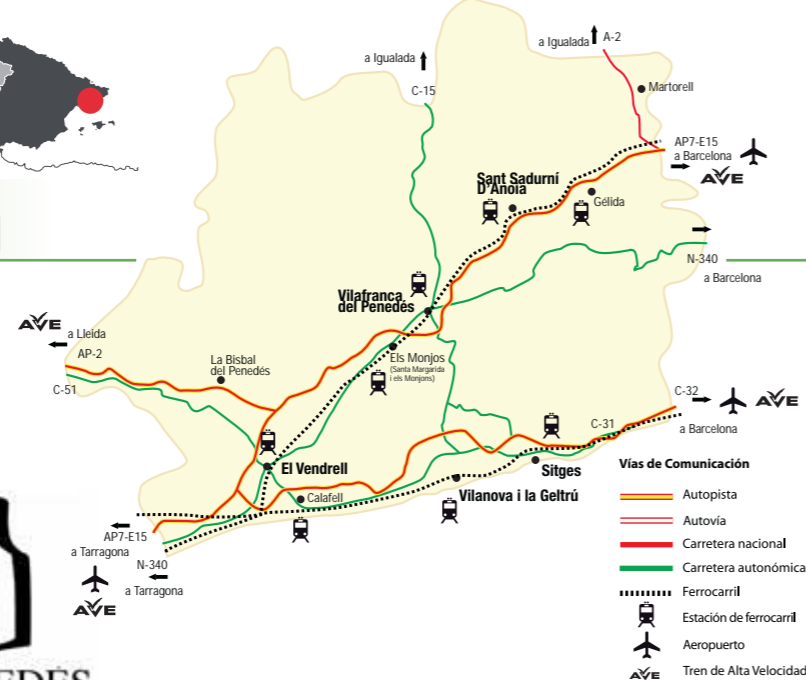 a Igualada
C-15
a Igualada
A-2
Martorell
AP7-E15
a Barcelona
AVE
Sant Sadurní
D'Anoia
Gélida
N-340
a Barcelona
Vilafranca
del Penedés
AVE
a Lleida
AP-2
C-51
La Bisbal
del Penedés
Els Monjos
(Santa Margarida
i els Monjons)
C-32
AVE
a Barcelona
C-31
El Vendrell
Sitges
Calafell
Vilanova i la Geltrú
AP7-E15
a Tarragona
N-340
a Tarragona
AVE
Vías de Comunicación
Autopista
Autovía
Carretera nacional
Carretera autonómica
Ferrocarril
Estación de ferrocarril
Aeropuerto
AVE
Tren de Alta Velocidad